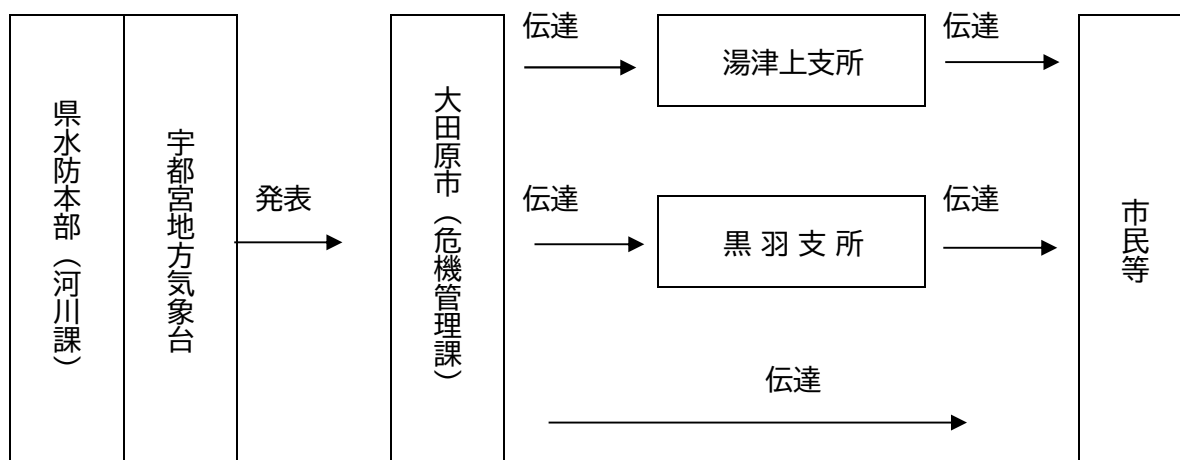 県水防本部（河川課）
宇都宮地方気象台
発表
大田原市（危機管理課）
伝達
湯津上支所
伝達
伝達
黒羽支所
伝達
伝達
市民等